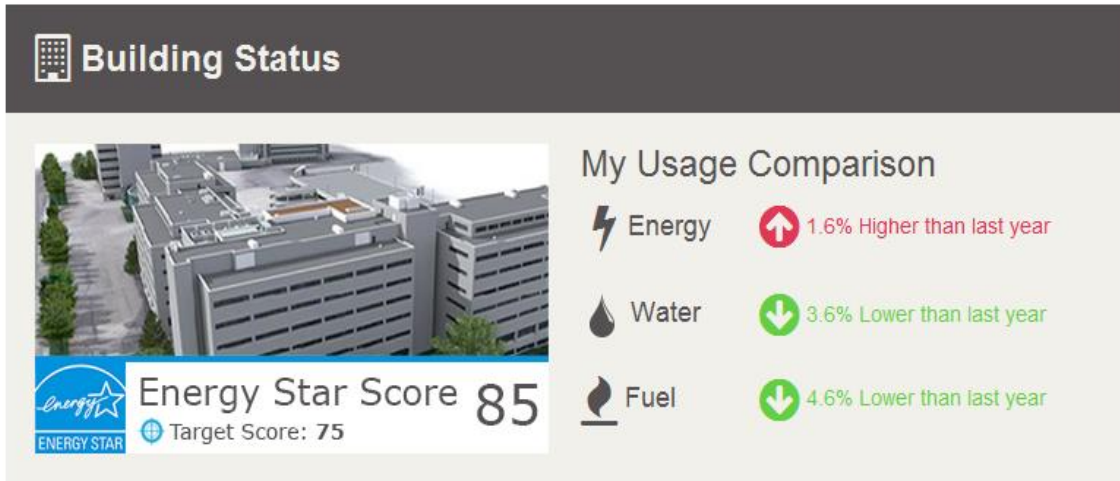 Building Status
My Usage Comparison
Energy 1.6% Higher than last year
Water 3.6% Lower than last year
Fuel 4.6% Lower than last year
Energy Star Score 85
Target Score: 75
energy
ENERGY STAR